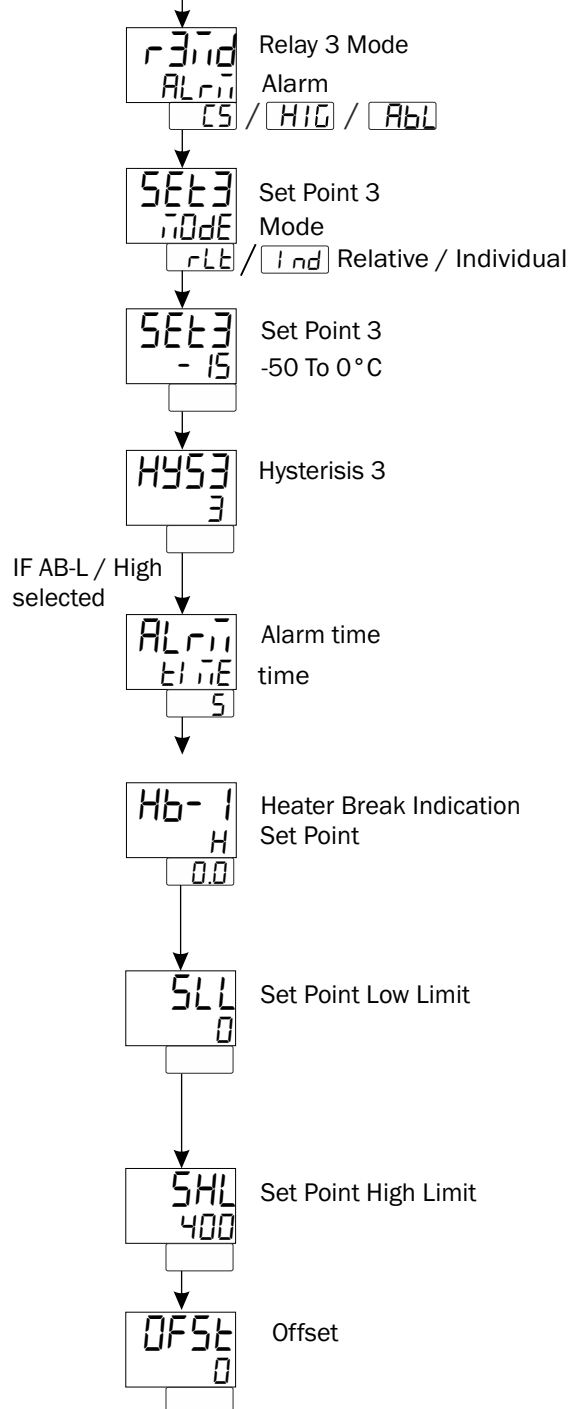 r3md Relay 3 Mode
ALrm Alarm
CS / HIG / AbL
SEt3 Set Point 3
mOdE Mode
rLt / Ind Relative / Individual
SEt3 Set Point 3
-15 -50 To 0°C
HYS3 Hysterisis 3
3
IF AB-L / High
selected
ALrm Alarm time
tImE time
5
Hb-1 Heater Break Indication
H Set Point
0.0
SLL Set Point Low Limit
0
SHL Set Point High Limit
400
OFSt Offset
0